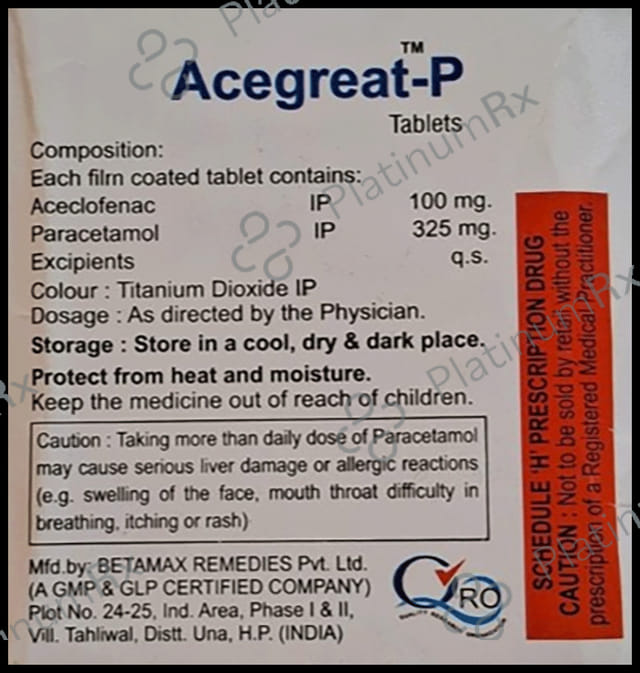 Acegreat-P™
Tablets
Composition:
Each film coated tablet contains:
Aceclofenac IP 100 mg.
Paracetamol IP 325 mg.
Excipients q.s.
Colour : Titanium Dioxide IP
Dosage : As directed by the Physician.
Storage : Store in a cool, dry & dark place.
Protect from heat and moisture.
Keep the medicine out of reach of children.
Caution : Taking more than daily dose of Paracetamol
may cause serious liver damage or allergic reactions
(e.g. swelling of the face, mouth throat difficulty in
breathing, itching or rash)
Mfd.by: BETAMAX REMEDIES Pvt. Ltd.
(A GMP & GLP CERTIFIED COMPANY)
Plot No. 24-25, Ind. Area, Phase I & II,
Vill. Tahliwal, Distt. Una, H.P. (INDIA)
QRO
SCHEDULE 'H' PRESCRIPTION DRUG
CAUTION : Not to be sold by retail without the
prescription of a Registered Medical Practitioner.
PlatinumRx
PlatinumRx